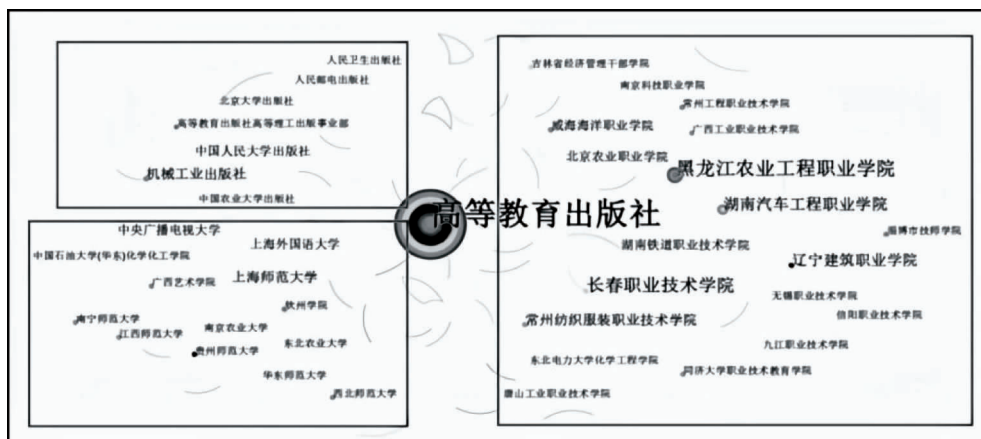 人民卫生出版社
人民邮电出版社
北京大学出版社
高等教育出版社高等理工出版事业部
中国人民大学出版社
机械工业出版社
中国农业大学出版社
高等教育出版社
中央广播电视大学
上海外国语大学
中国石油大学(华东)化学化工学院
上海师范大学
广西艺术学院
钦州学院
南宁师范大学
江西师范大学
南京农业大学
东北农业大学
贵州师范大学
华东师范大学
西北师范大学
吉林省经济管理干部学院
南京科技职业学院
常州工程职业技术学院
威海海洋职业学院
广西工业职业技术学院
北京农业职业学院
黑龙江农业工程职业学院
湖南汽车工程职业学院
淄博市技师学院
湖南铁道职业技术学院
辽宁建筑职业学院
长春职业技术学院
无锡职业技术学院
信阳职业技术学院
常州纺织服装职业技术学院
九江职业技术学院
东北电力大学化学工程学院
同济大学职业技术教育学院
唐山工业职业技术学院